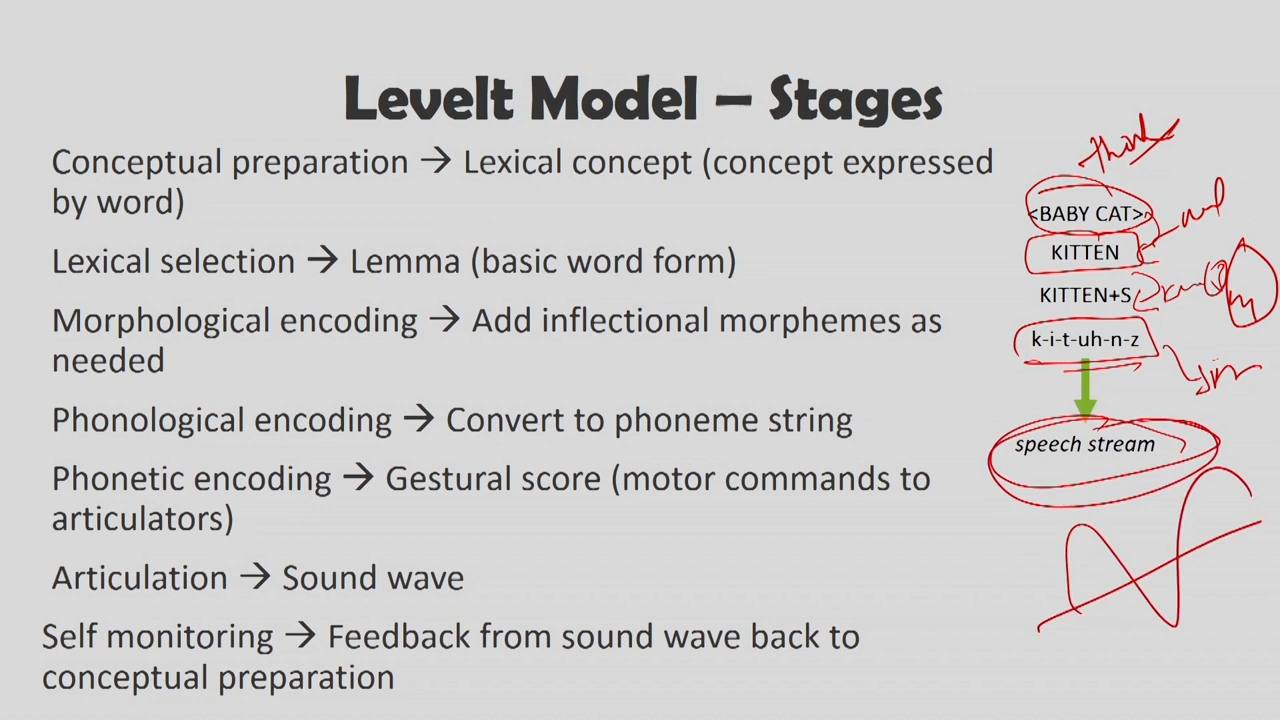 Levelt Model – Stages
Conceptual preparation → Lexical concept (concept expressed
by word)
Lexical selection → Lemma (basic word form)
Morphological encoding → Add inflectional morphemes as
needed
Phonological encoding → Convert to phoneme string
Phonetic encoding → Gestural score (motor commands to
articulators)
Articulation → Sound wave
Self monitoring → Feedback from sound wave back to
conceptual preparation
<BABY CAT>
KITTEN
KITTEN+S
k-i-t-uh-n-z
speech stream